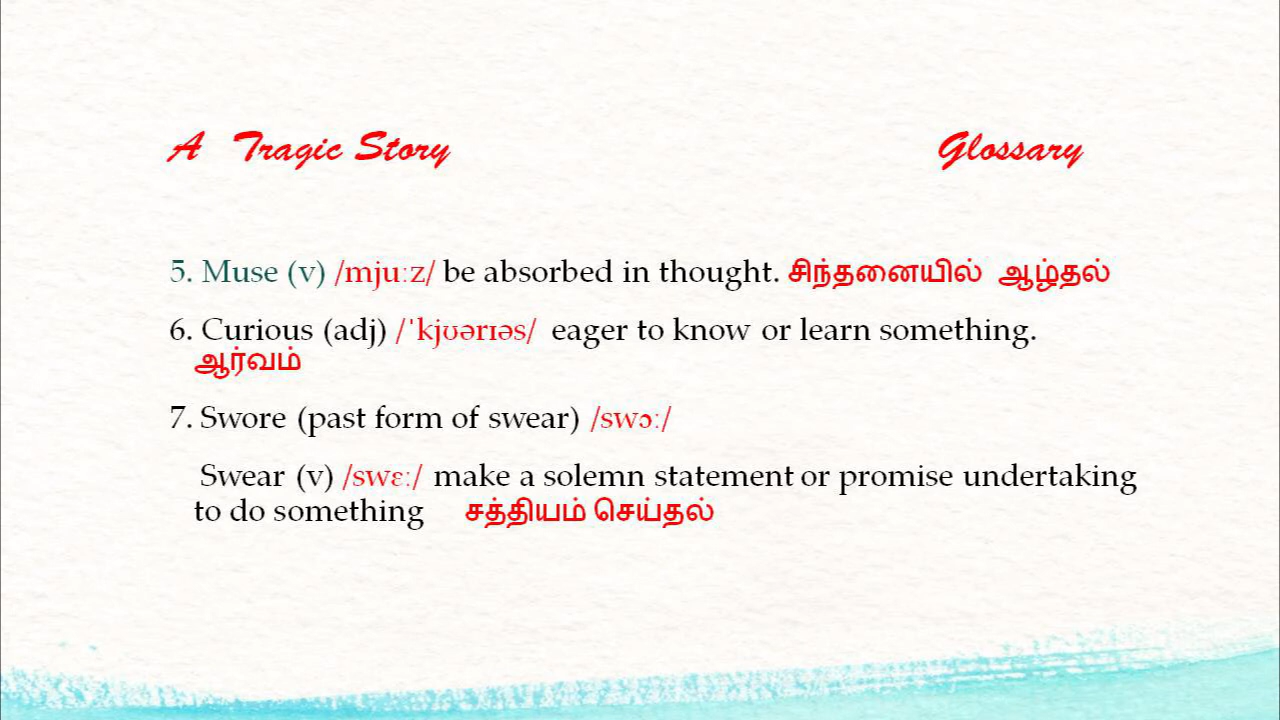 A Tragic Story Glossary
5. Muse (v) /mjuːz/ be absorbed in thought. சிந்தனையில் ஆழ்தல்
6. Curious (adj) /ˈkjʊərɪəs/ eager to know or learn something.
ஆர்வம்
7. Swore (past form of swear) /swɔː/
Swear (v) /swɛː/ make a solemn statement or promise undertaking
to do something சத்தியம் செய்தல்